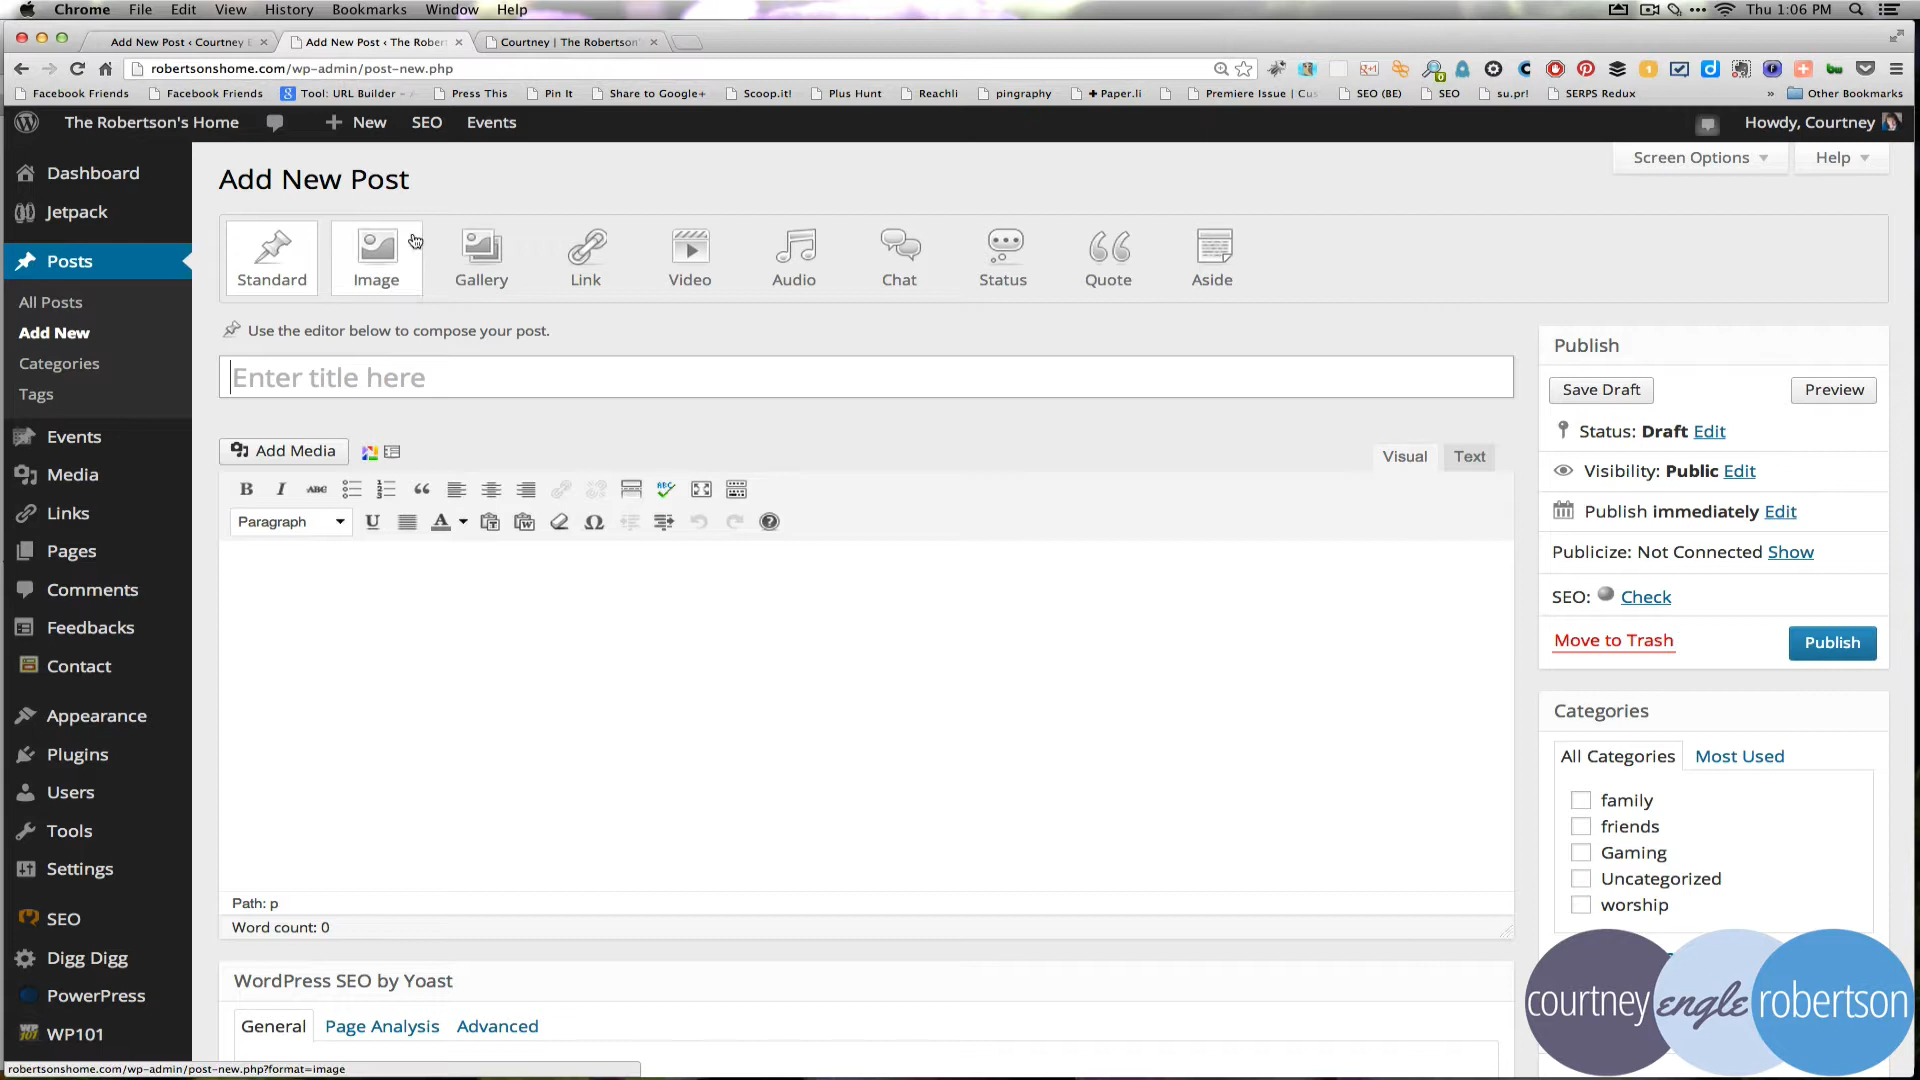 Chrome File Edit View History Bookmarks Window Help
Thu 1:06 PM
Add New Post ‹ Courtney E
Add New Post ‹ The Rober
Courtney | The Robertson'
robertsonshome.com/wp-admin/post-new.php
Facebook Friends
Facebook Friends
Tool: URL Builder -
Press This
Pin It
Share to Google+
Scoop.it!
Plus Hunt
Reachli
pingraphy
+ Paper.li
Premiere Issue | Cus
SEO (BE)
SEO
su.pr!
SERPS Redux
»
Other Bookmarks
The Robertson's Home
+ New
SEO
Events
Howdy, Courtney
Screen Options
Help
Dashboard
Jetpack
Posts
All Posts
Add New
Categories
Tags
Events
Media
Links
Pages
Comments
Feedbacks
Contact
Appearance
Plugins
Users
Tools
Settings
SEO
Digg Digg
PowerPress
WP101
Add New Post
Standard
Image
Gallery
Link
Video
Audio
Chat
Status
Quote
Aside
Use the editor below to compose your post.
Enter title here
Add Media
Visual
Text
B I ABC
ABC
Paragraph
U
A
Ω
Path: p
Word count: 0
WordPress SEO by Yoast
General
Page Analysis
Advanced
Publish
Save Draft
Preview
Status: Draft Edit
Visibility: Public Edit
Publish immediately Edit
Publicize: Not Connected Show
SEO: Check
Move to Trash
Publish
Categories
All Categories
Most Used
family
friends
Gaming
Uncategorized
worship
courtney engle robertson
robertsonshome.com/wp-admin/post-new.php?format=image